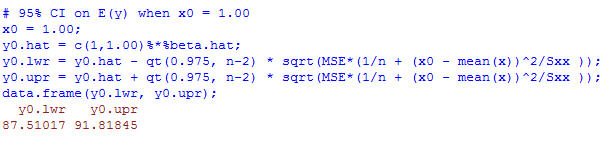 # 95% CI on E(y) when x0 = 1.00
x0 = 1.00;
y0.hat = c(1,1.00)%*%beta.hat;
y0.lwr = y0.hat - qt(0.975, n-2) * sqrt(MSE*(1/n + (x0 - mean(x))^2/Sxx ));
y0.upr = y0.hat + qt(0.975, n-2) * sqrt(MSE*(1/n + (x0 - mean(x))^2/Sxx ));
data.frame(y0.lwr, y0.upr);
y0.lwr y0.upr
87.51017 91.81845